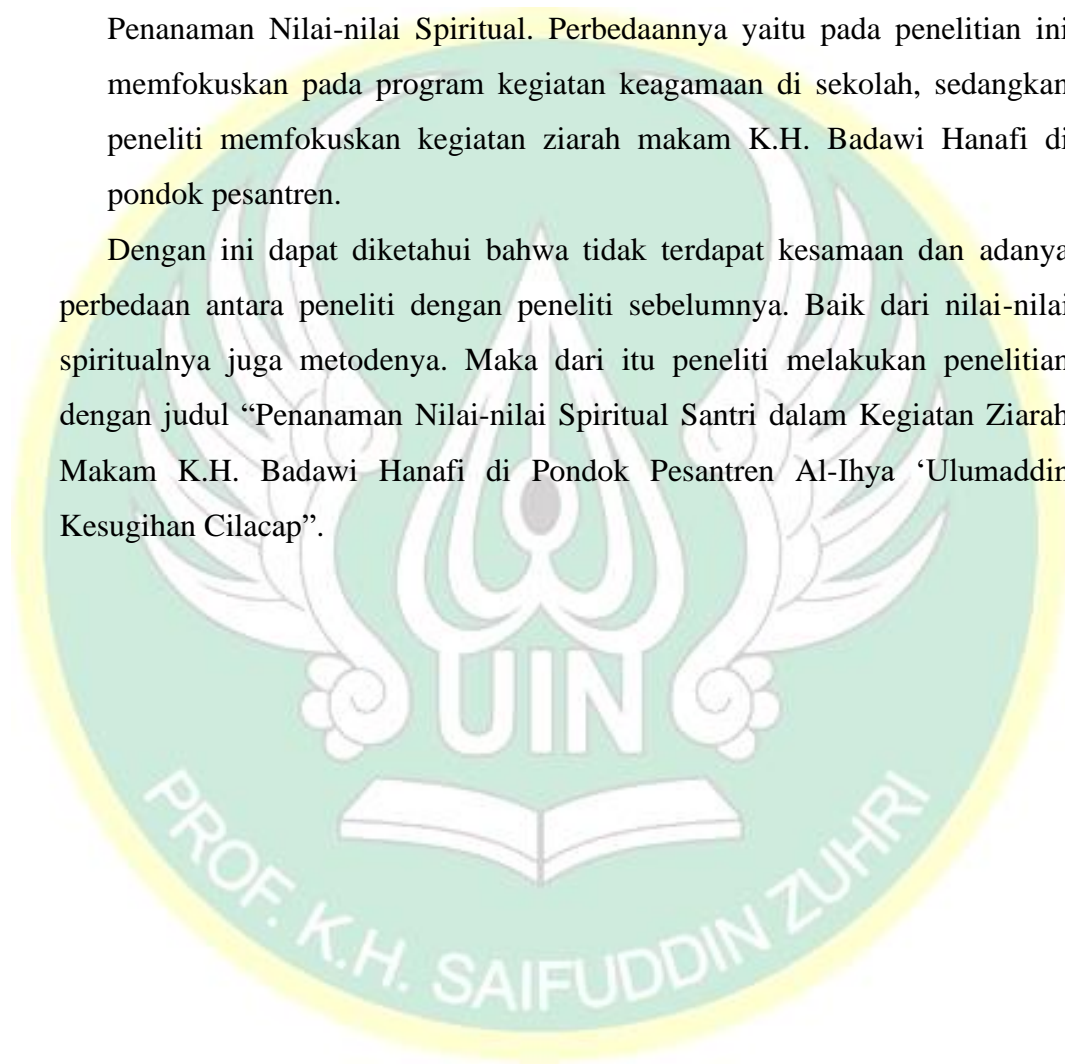 Penanaman Nilai-nilai Spiritual. Perbedaannya yaitu pada penelitian ini
memfokuskan pada program kegiatan keagamaan di sekolah, sedangkan
peneliti memfokuskan kegiatan ziarah makam K.H. Badawi Hanafi di
pondok pesantren.
Dengan ini dapat diketahui bahwa tidak terdapat kesamaan dan adanya
perbedaan antara peneliti dengan peneliti sebelumnya. Baik dari nilai-nilai
spiritualnya juga metodenya. Maka dari itu peneliti melakukan penelitian
dengan judul “Penanaman Nilai-nilai Spiritual Santri dalam Kegiatan Ziarah
Makam K.H. Badawi Hanafi di Pondok Pesantren Al-Ihya ‘Ulumaddin
Kesugihan Cilacap”.
UIN
PROF. K.H. SAIFUDDIN ZUHRI